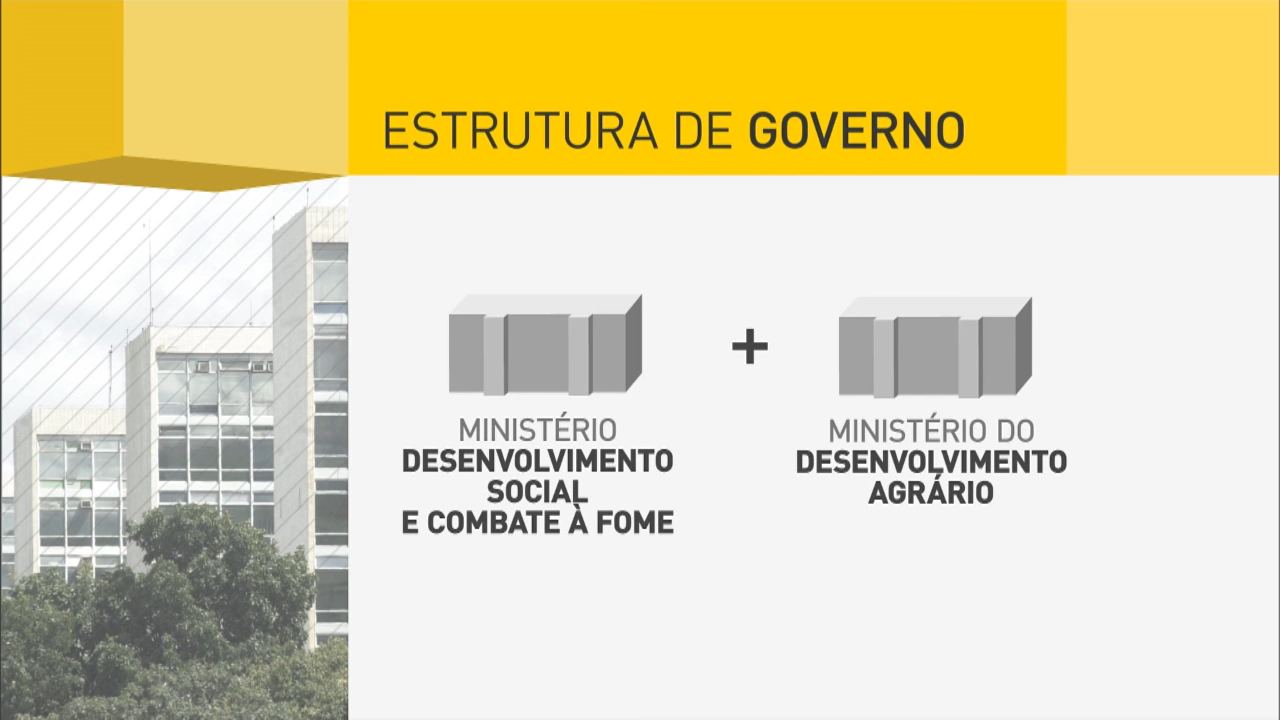 ESTRUTURA DE GOVERNO
MINISTÉRIO
DESENVOLVIMENTO
SOCIAL
E COMBATE À FOME
+
MINISTÉRIO DO
DESENVOLVIMENTO
AGRÁRIO